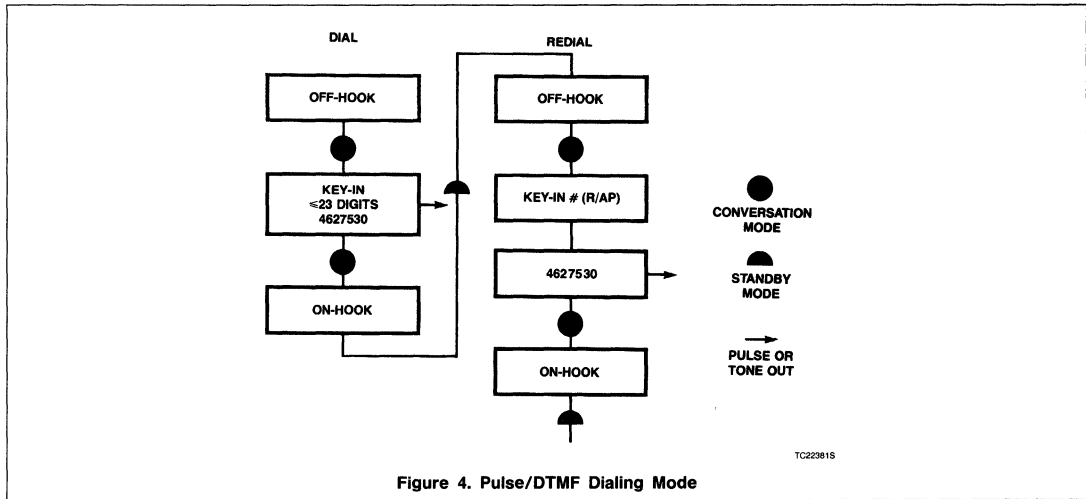 DIAL
OFF-HOOK
KEY-IN
⩽23 DIGITS
4627530
ON-HOOK
REDIAL
OFF-HOOK
KEY-IN # (R/AP)
4627530
ON-HOOK
CONVERSATION
MODE
STANDBY
MODE
PULSE OR
TONE OUT
TC22381S
Figure 4. Pulse/DTMF Dialing Mode